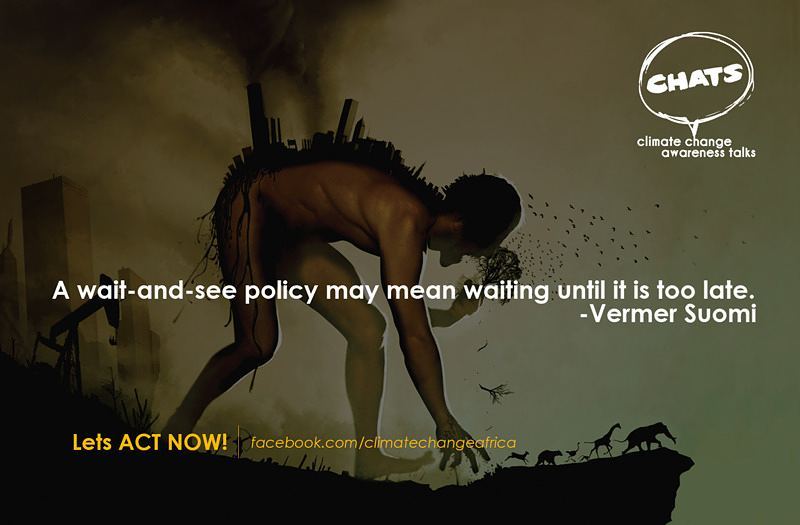 CHATS
climate change
awareness talks
A wait-and-see policy may mean waiting until it is too late.
-Vermer Suomi
Lets ACT NOW! facebook.com/climatechangeafrica